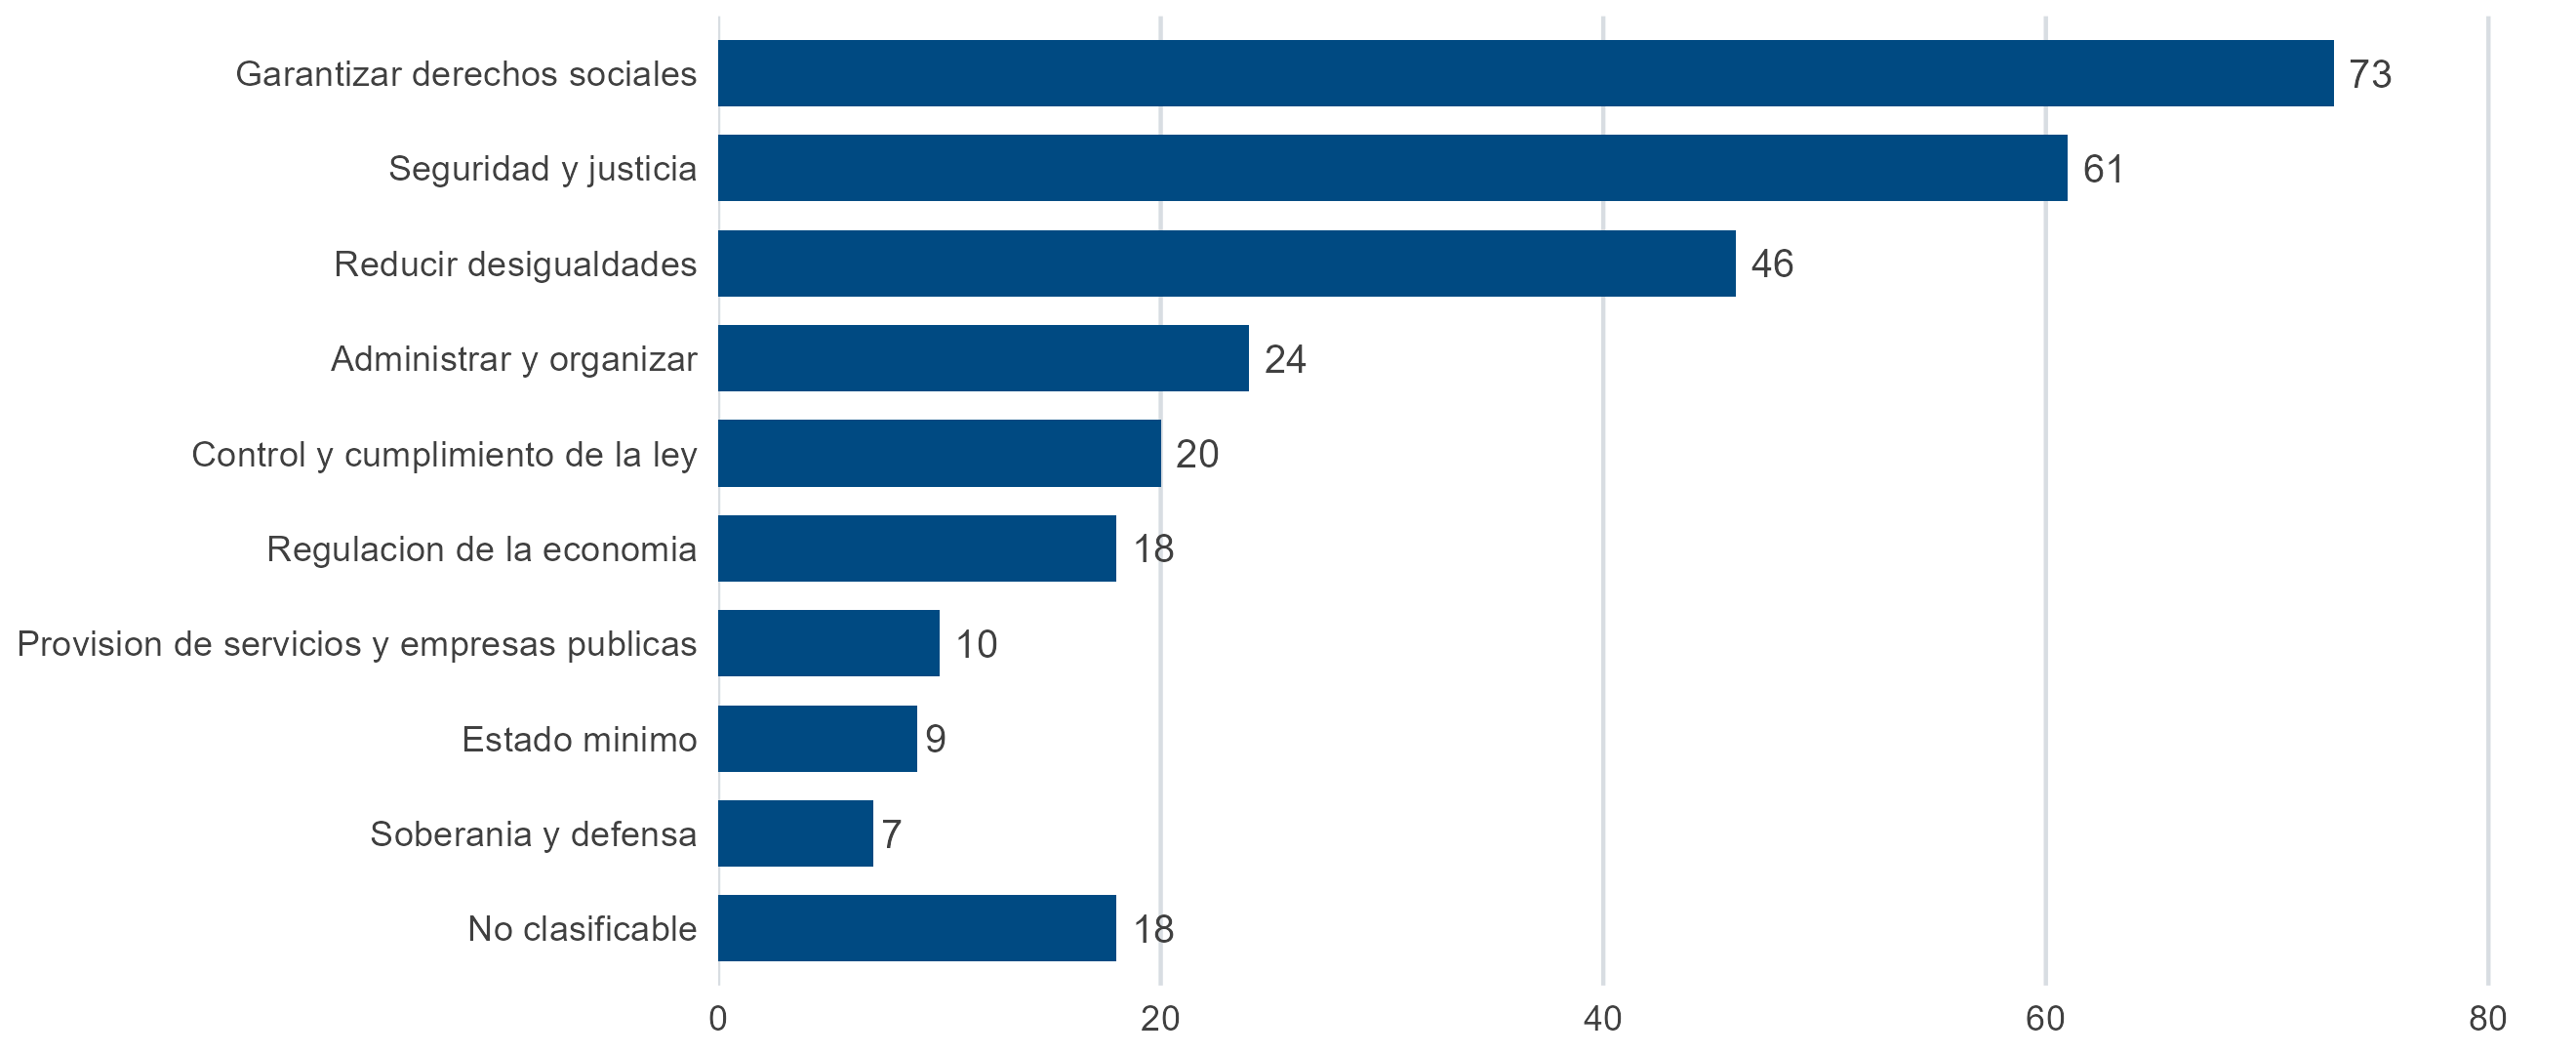 Garantizar derechos sociales 73
Seguridad y justicia 61
Reducir desigualdades 46
Administrar y organizar 24
Control y cumplimiento de la ley 20
Regulacion de la economia 18
Provision de servicios y empresas publicas 10
Estado minimo 9
Soberania y defensa 7
No clasificable 18
0 20 40 60 80